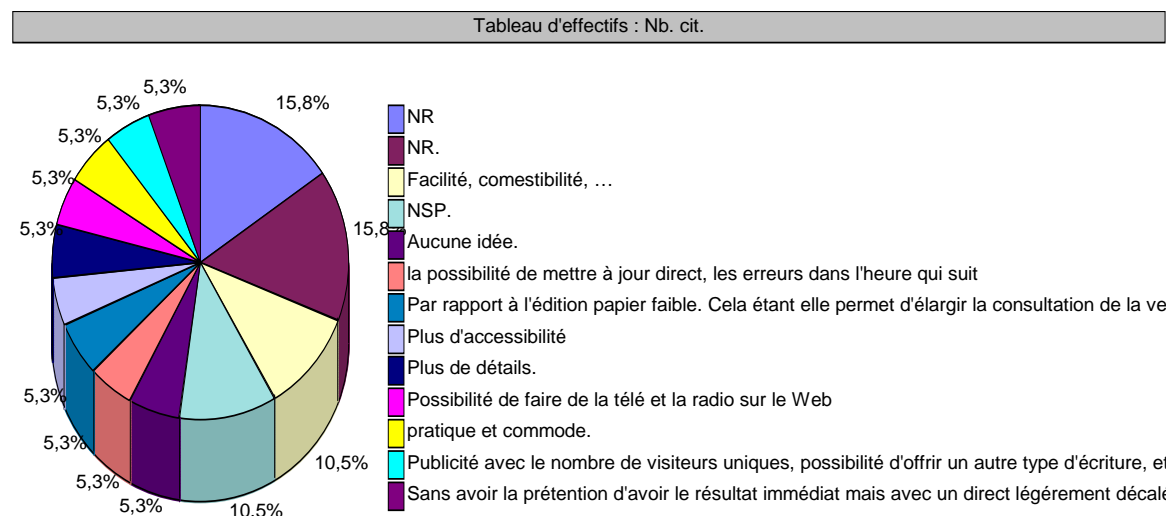 Tableau d'effectifs : Nb. cit.
5,3%
5,3%
15,8%
5,3%
5,3%
5,3%
15,8%
5,3%
5,3%
5,3%
5,3%
10,5%
10,5%
NR
NR.
Facilité, comestibilité, …
NSP.
Aucune idée.
la possibilité de mettre à jour direct, les erreurs dans l'heure qui suit
Par rapport à l'édition papier faible. Cela étant elle permet d'élargir la consultation de la ve
Plus d'accessibilité
Plus de détails.
Possibilité de faire de la télé et la radio sur le Web
pratique et commode.
Publicité avec le nombre de visiteurs uniques, possibilité d'offrir un autre type d'écriture, et
Sans avoir la prétention d'avoir le résultat immédiat mais avec un direct légérement décalé